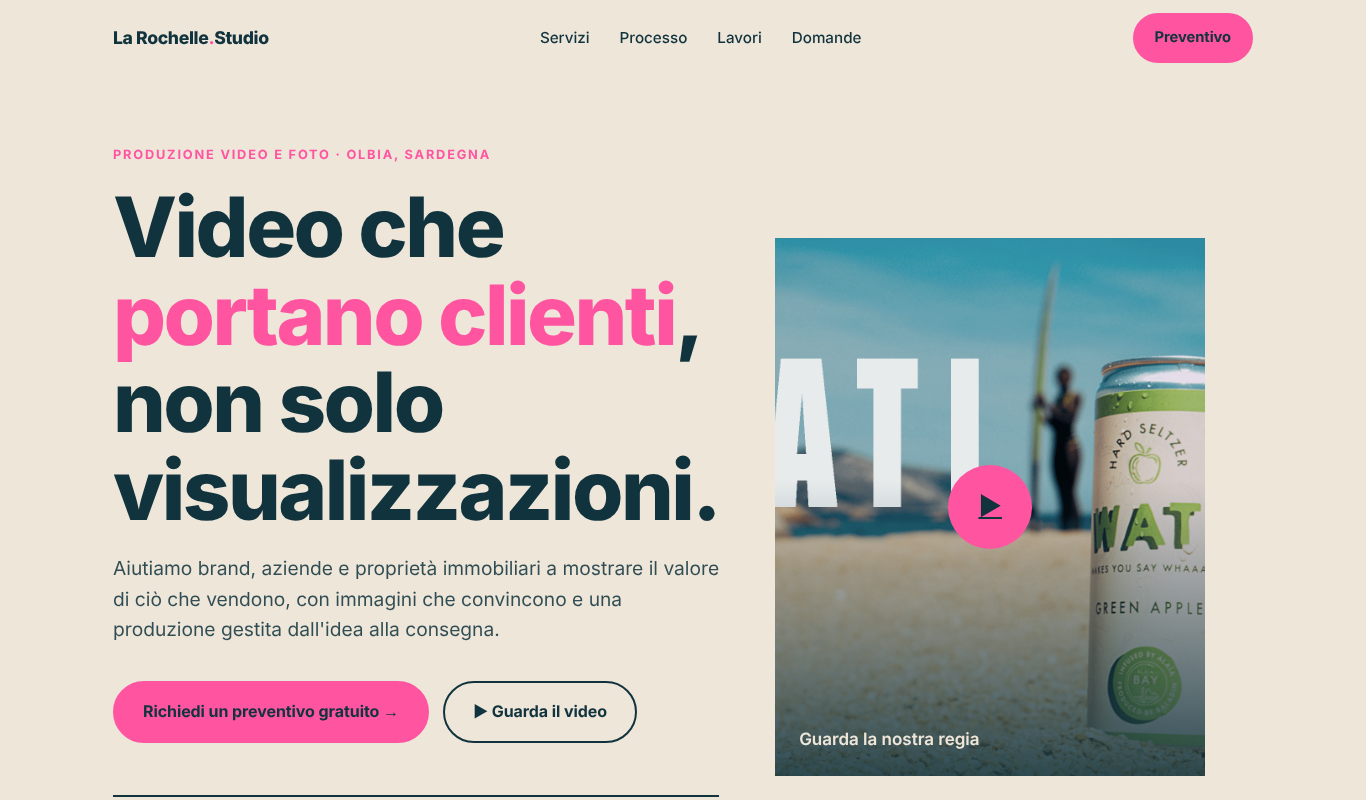 La Rochelle.Studio
Servizi
Processo
Lavori
Domande
Preventivo
PRODUZIONE VIDEO E FOTO · OLBIA, SARDEGNA
Video che
portano clienti,
non solo
visualizzazioni.
Aiutiamo brand, aziende e proprietà immobiliari a mostrare il valore
di ciò che vendono, con immagini che convincono e una
produzione gestita dall'idea alla consegna.
Richiedi un preventivo gratuito →
▶ Guarda il video
ATI
HARD SELTZER
WAT
GREEN APPLE
BAY
Guarda la nostra regia